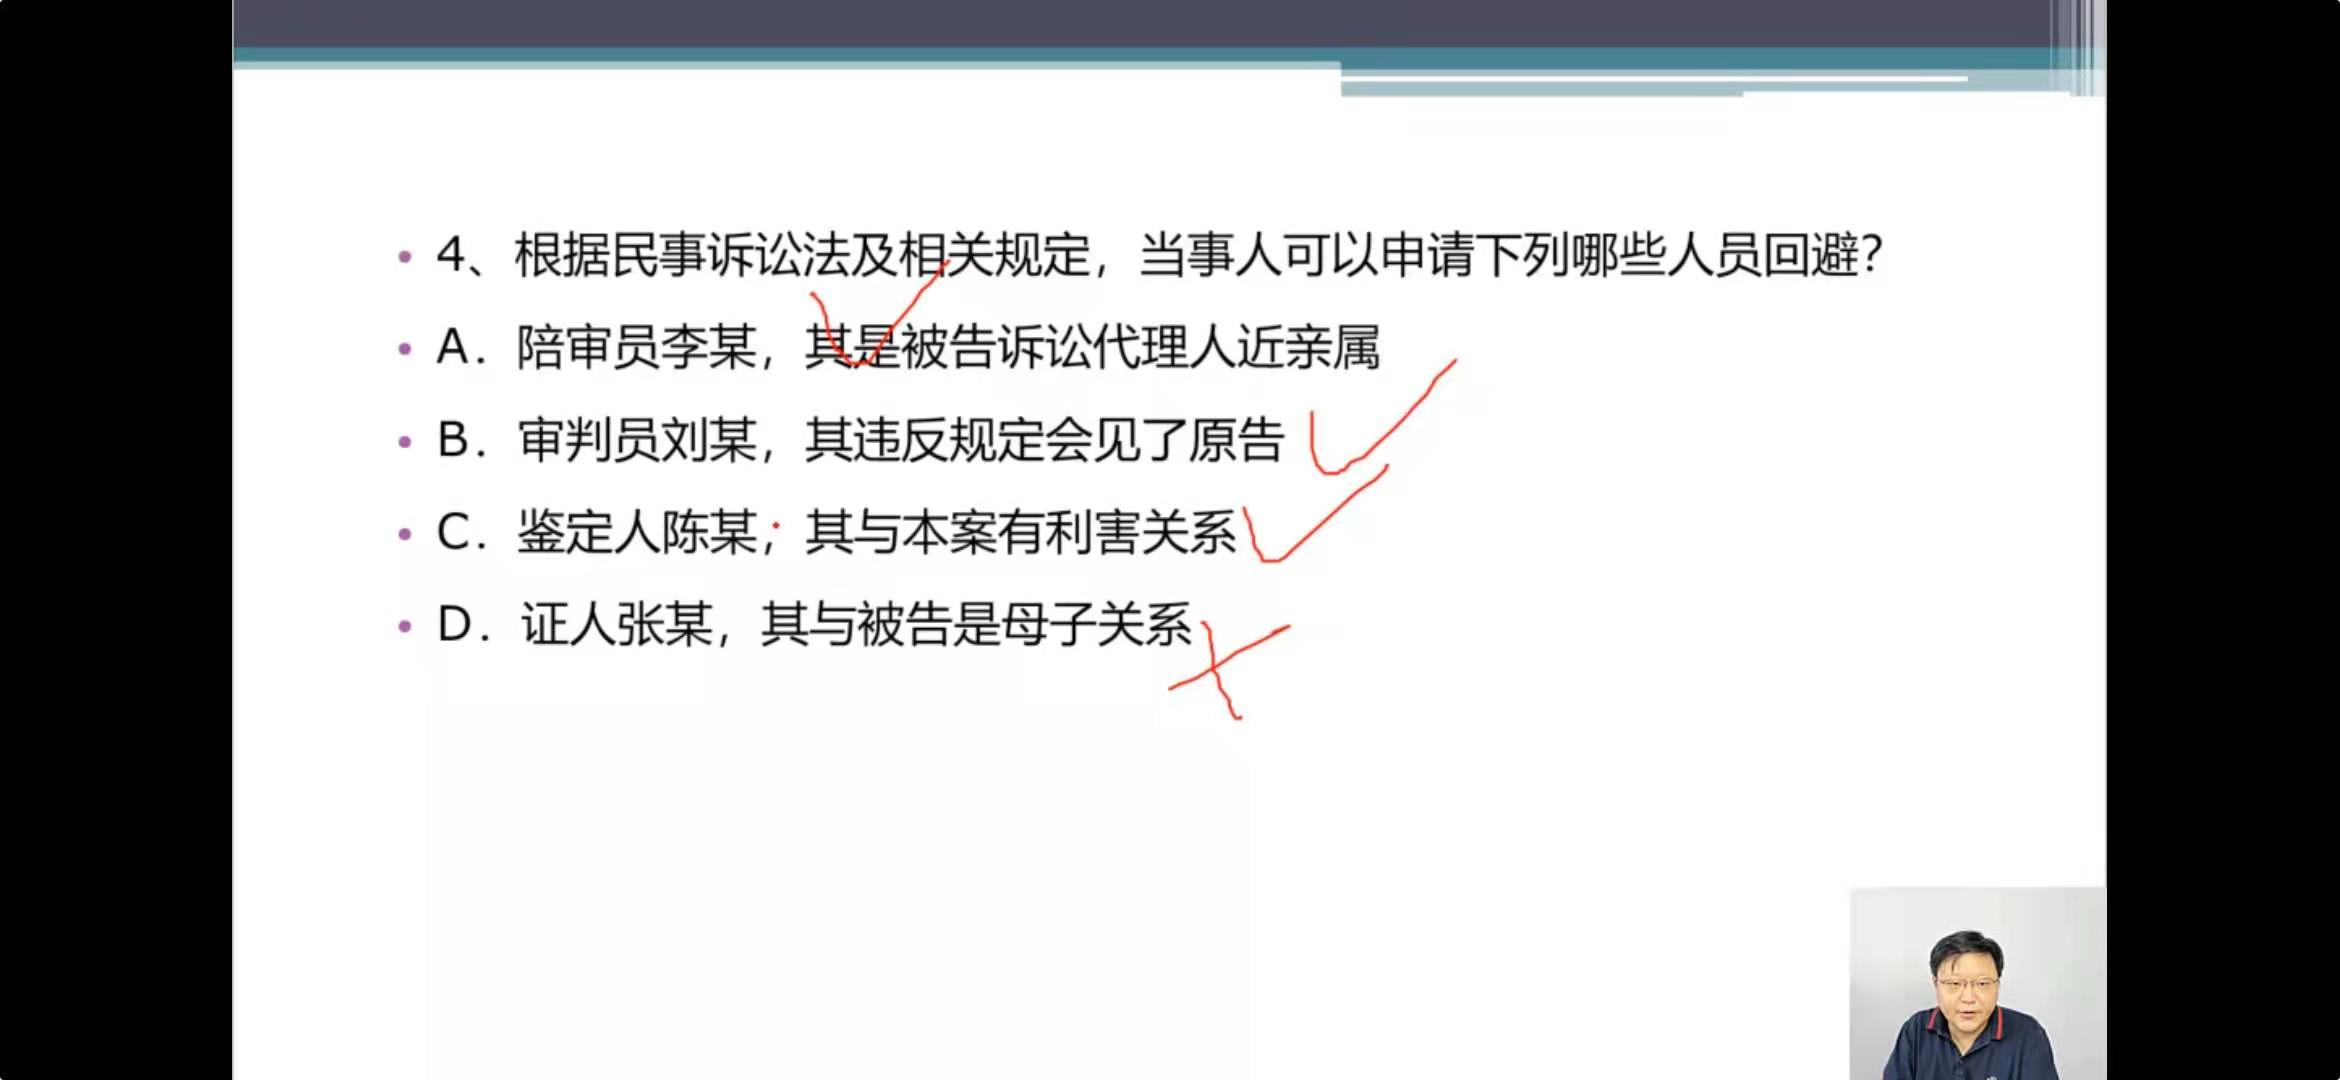 • 4、根据民事诉讼法及相关规定，当事人可以申请下列哪些人员回避？
• A．陪审员李某，其是被告诉讼代理人近亲属
• B．审判员刘某，其违反规定会见了原告
• C．鉴定人陈某，其与本案有利害关系
• D．证人张某，其与被告是母子关系